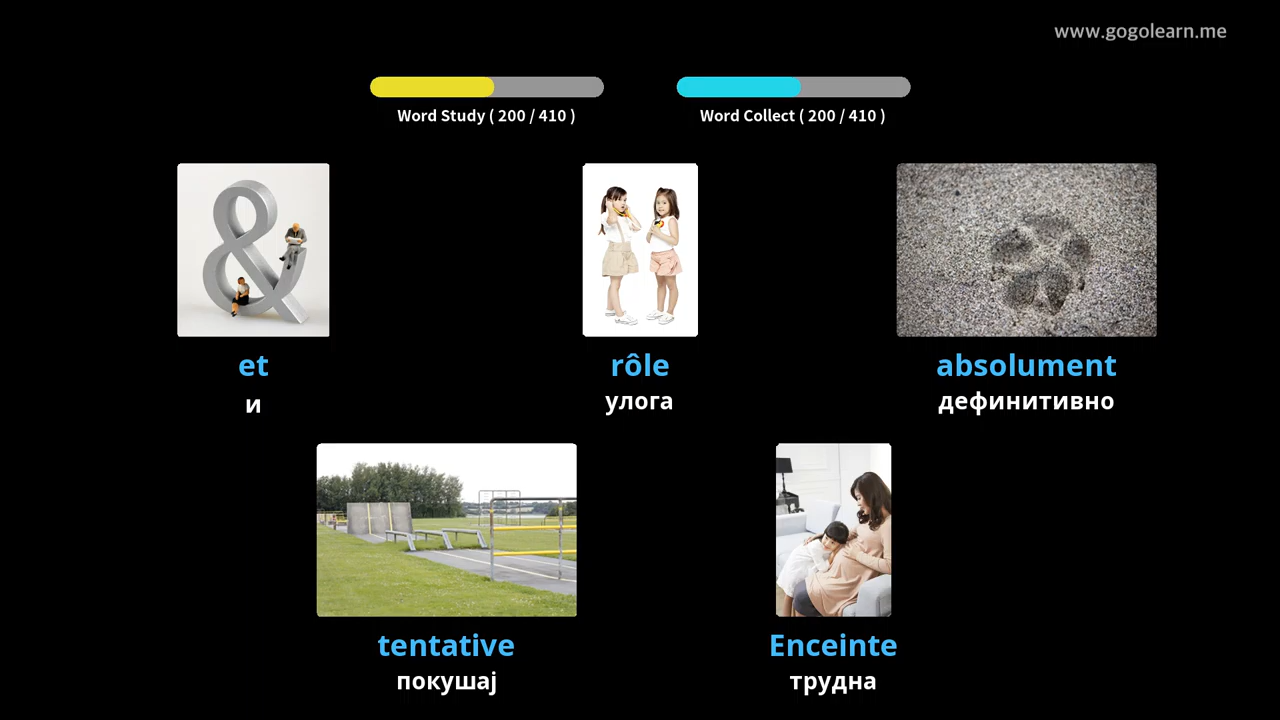 www.gogolearn.me
Word Study ( 200 / 410 )
Word Collect ( 200 / 410 )
et
и
rôle
улога
absolument
дефинитивно
tentative
покушај
Enceinte
трудна